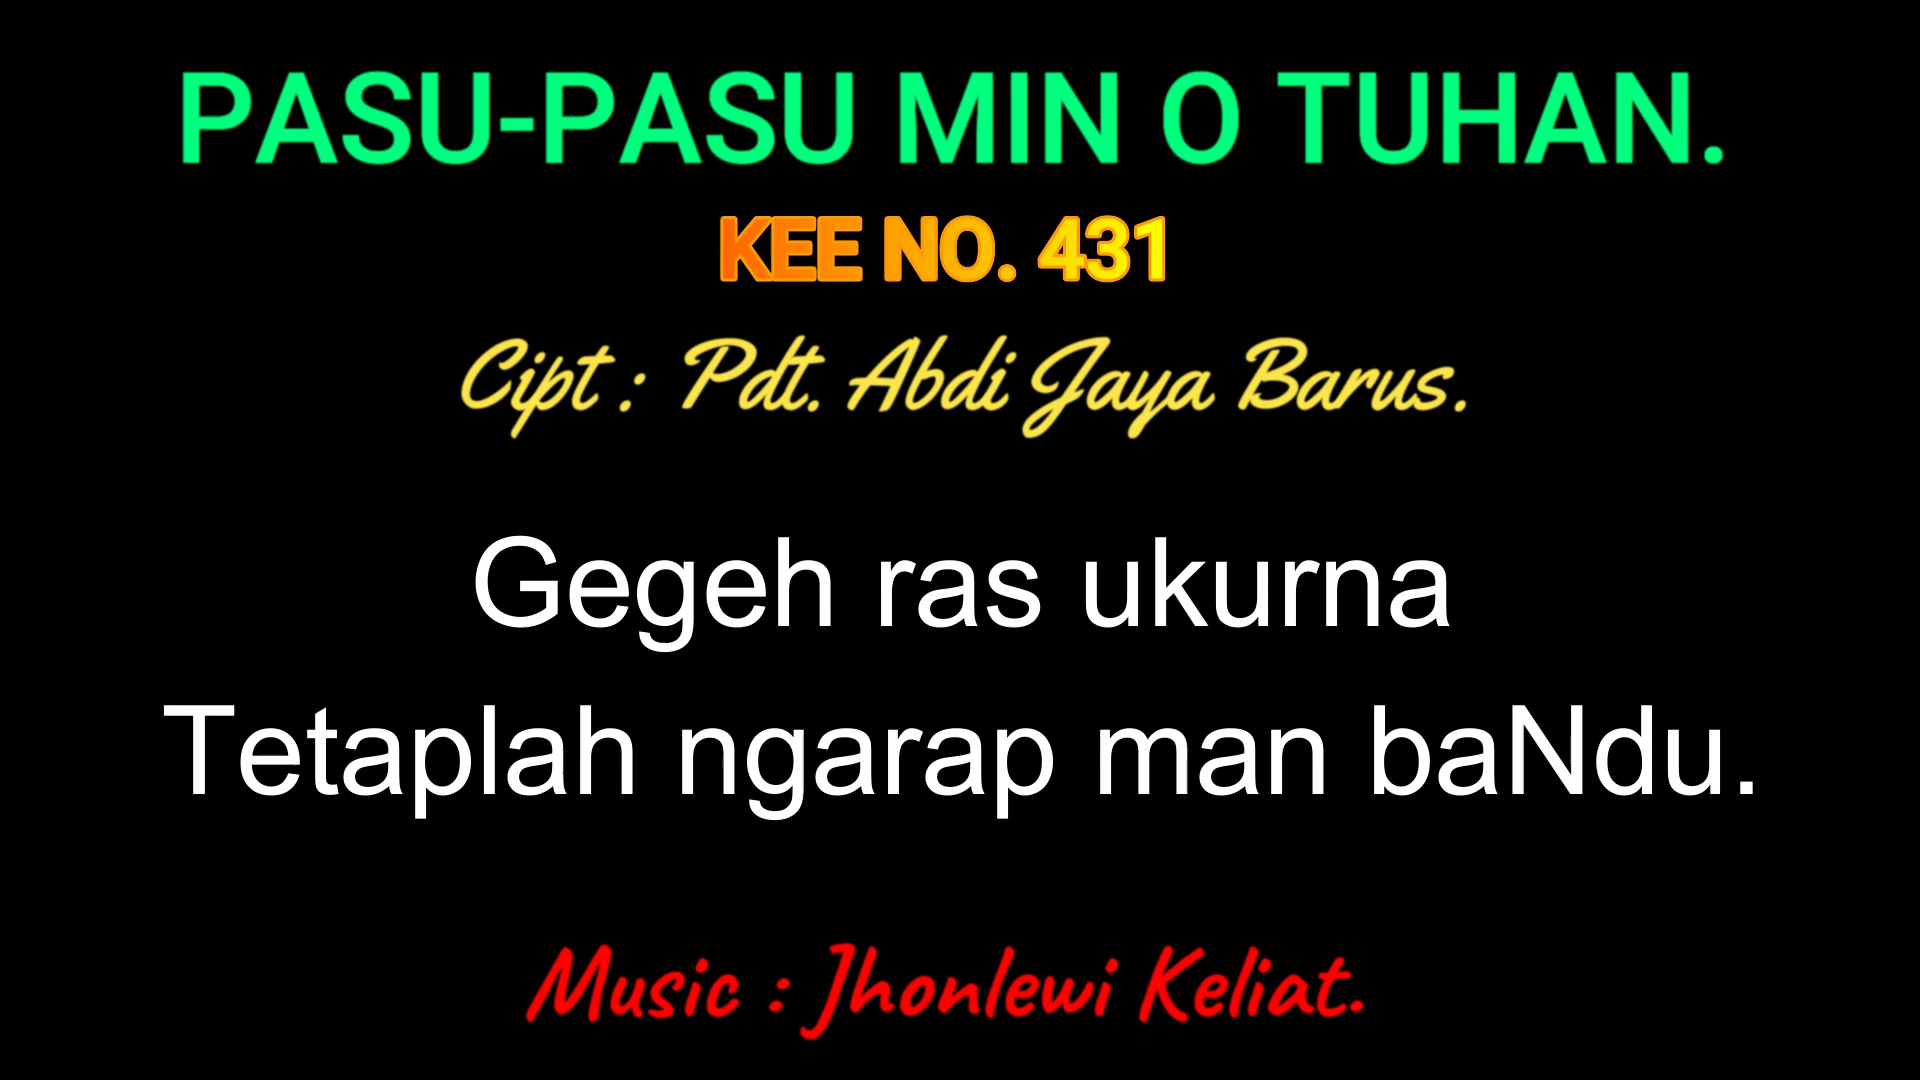 PASU-PASU MIN O TUHAN.
KEE NO. 431
Cipt : Pdt. Abdi Jaya Barus.
Gegeh ras ukurna
Tetaplah ngarap man baNdu.
Music : Jhonlewi Keliat.